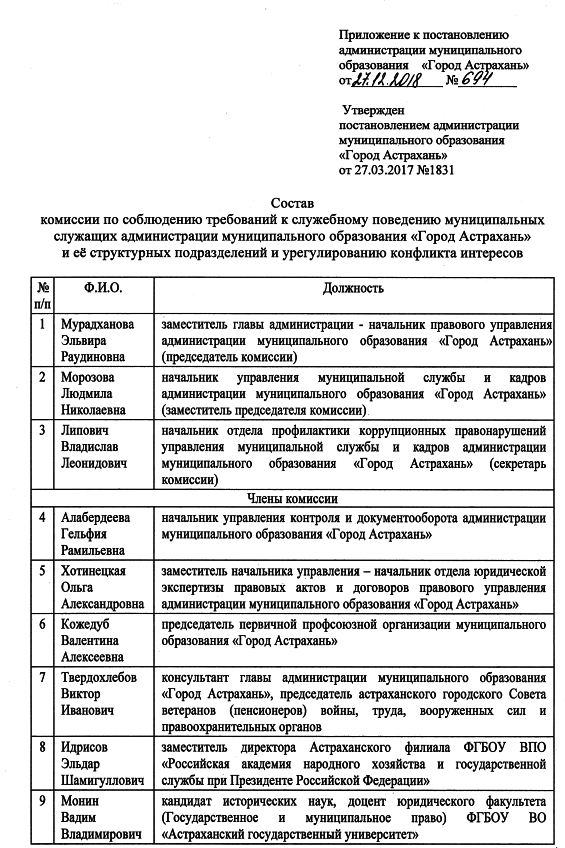 Приложение к постановлению
администрации муниципального
образования «Город Астрахань»
от 27.12.2018 № 694
Утвержден
постановлением администрации
муниципального образования
«Город Астрахань»
от 27.03.2017 №1831
Состав
комиссии по соблюдению требований к служебному поведению муниципальных
служащих администрации муниципального образования «Город Астрахань»
и её структурных подразделений и урегулированию конфликта интересов
№ Ф.И.О. Должность
п/п
1 Мурадханова заместитель главы администрации - начальник правового управления
Эльвира администрации муниципального образования «Город Астрахань»
Раудиновна (председатель комиссии)
2 Морозова начальник управления муниципальной службы и кадров
Людмила администрации муниципального образования «Город Астрахань»
Николаевна (заместитель председателя комиссии)
3 Липович начальник отдела профилактики коррупционных правонарушений
Владислав управления муниципальной службы и кадров администрации
Леонидович муниципального образования «Город Астрахань» (секретарь
комиссии)
Члены комиссии
4 Алабердеева начальник управления контроля и документооборота администрации
Гельфия муниципального образования «Город Астрахань»
Рамильевна
5 Хотинецкая заместитель начальника управления – начальник отдела юридической
Ольга экспертизы правовых актов и договоров правового управления
Александровна администрации муниципального образования «Город Астрахань»
6 Кожедуб председатель первичной профсоюзной организации муниципального
Валентина образования «Город Астрахань»
Алексеевна
7 Твердохлебов консультант главы администрации муниципального образования
Виктор «Город Астрахань», председатель астраханского городского Совета
Иванович ветеранов (пенсионеров) войны, труда, вооруженных сил и
правоохранительных органов
8 Идрисов заместитель директора Астраханского филиала ФГБОУ ВПО
Эльдар «Российская академия народного хозяйства и государственной
Шамигуллович службы при Президенте Российской Федерации»
9 Монин кандидат исторических наук, доцент юридического факультета
Вадим (Государственное и муниципальное право) ФГБОУ ВО
Владимирович «Астраханский государственный университет»